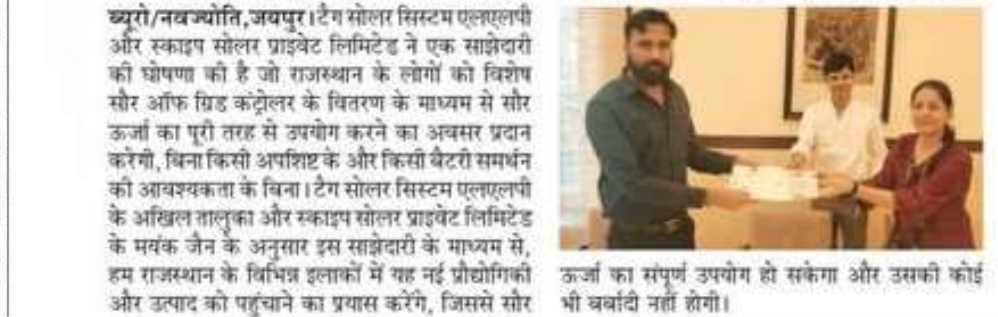 ब्यूरो/नवज्योति,जयपुर। टैग सोलर सिस्टम एलएलपी
और स्काइप सोलर प्राइवेट लिमिटेड ने एक साझेदारी
की घोषणा की है जो राजस्थान के लोगों को विशेष
सौर ऑफ ग्रिड कंट्रोलर के वितरण के माध्यम से सौर
ऊर्जा का पूरी तरह से उपयोग करने का अवसर प्रदान
करेगी, बिना किसी अपशिष्ट के और किसी बैटरी समर्थन
की आवश्यकता के बिना। टैग सोलर सिस्टम एलएलपी
के अखिल तालुका और स्काइप सोलर प्राइवेट लिमिटेड
के मयंक जैन के अनुसार इस साझेदारी के माध्यम से,
हम राजस्थान के विभिन्न इलाकों में यह नई प्रौद्योगिकी
और उत्पाद को पहुंचाने का प्रयास करेंगे, जिससे सौर
ऊर्जा का संपूर्ण उपयोग हो सकेगा और उसकी कोई
भी बर्बादी नहीं होगी।